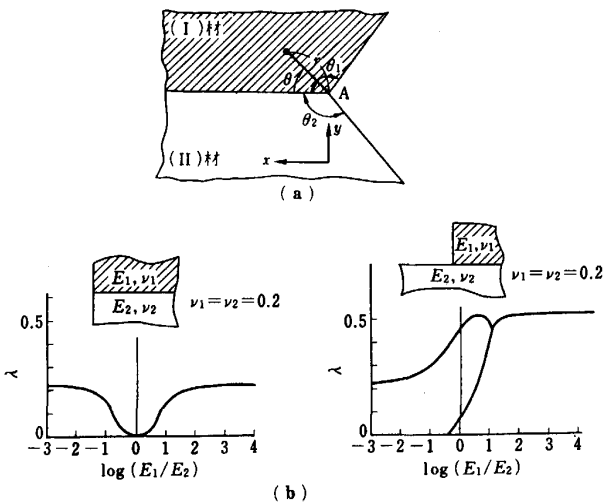 (I)材
r
θ
θ₁
A
θ₂
y
(II)材
x
(a)
E₁, ν₁
E₂, ν₂
ν₁=ν₂=0.2
0.5
λ
0
−3 −2 −1 0 1 2 3 4
log (E₁/E₂)
E₁, ν₁
E₂, ν₂
ν₁=ν₂=0.2
0.5
λ
0
−3 −2 −1 0 1 2 3 4
log (E₁/E₂)
(b)